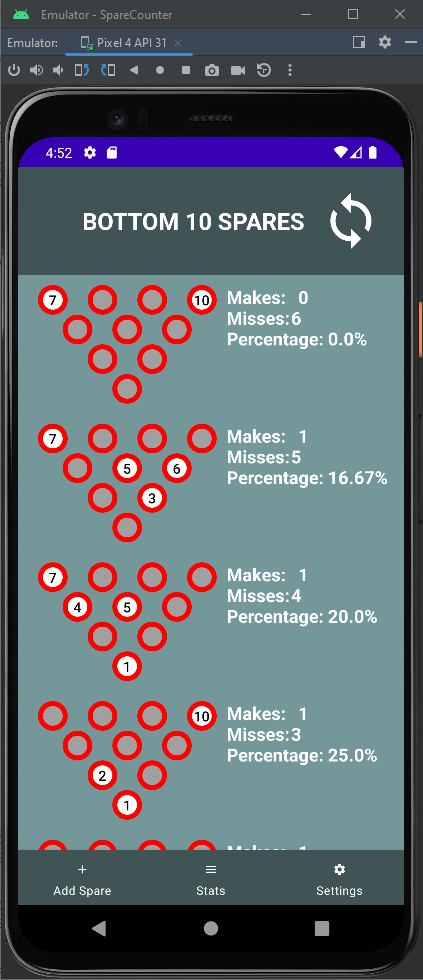 Emulator - SpareCounter
Emulator: Pixel 4 API 31
4:52
BOTTOM 10 SPARES
7 10
Makes: 0
Misses:6
Percentage: 0.0%
7
5 6
3
Makes: 1
Misses:5
Percentage: 16.67%
7
4 5
1
Makes: 1
Misses:4
Percentage: 20.0%
10
2
1
Makes: 1
Misses:3
Percentage: 25.0%
Makes: 1
Add Spare Stats Settings